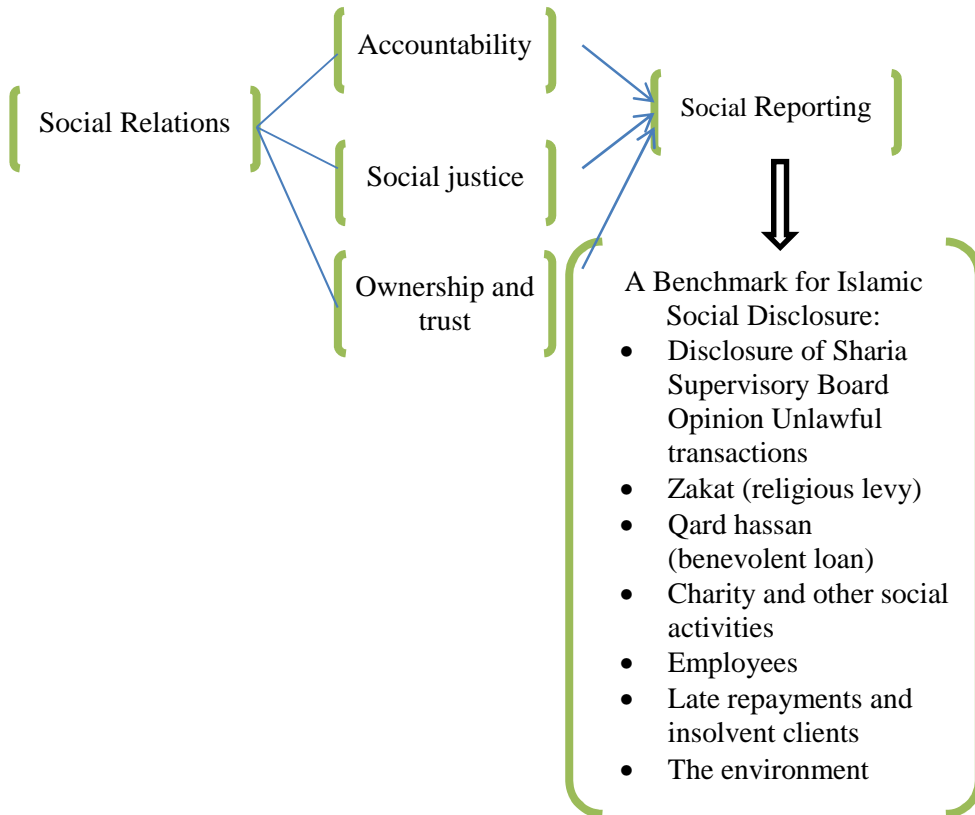 Social Relations
Accountability
Social justice
Ownership and
trust
Social Reporting
A Benchmark for Islamic
Social Disclosure:
• Disclosure of Sharia
Supervisory Board
Opinion Unlawful
transactions
• Zakat (religious levy)
• Qard hassan
(benevolent loan)
• Charity and other social
activities
• Employees
• Late repayments and
insolvent clients
• The environment